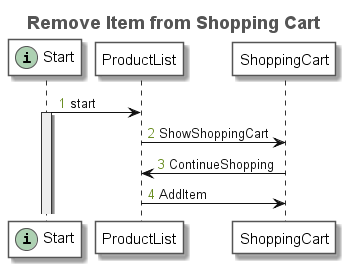 Remove Item from Shopping Cart
i Start
ProductList
ShoppingCart
1 start
2 ShowShoppingCart
3 ContinueShopping
4 AddItem
i Start
ProductList
ShoppingCart